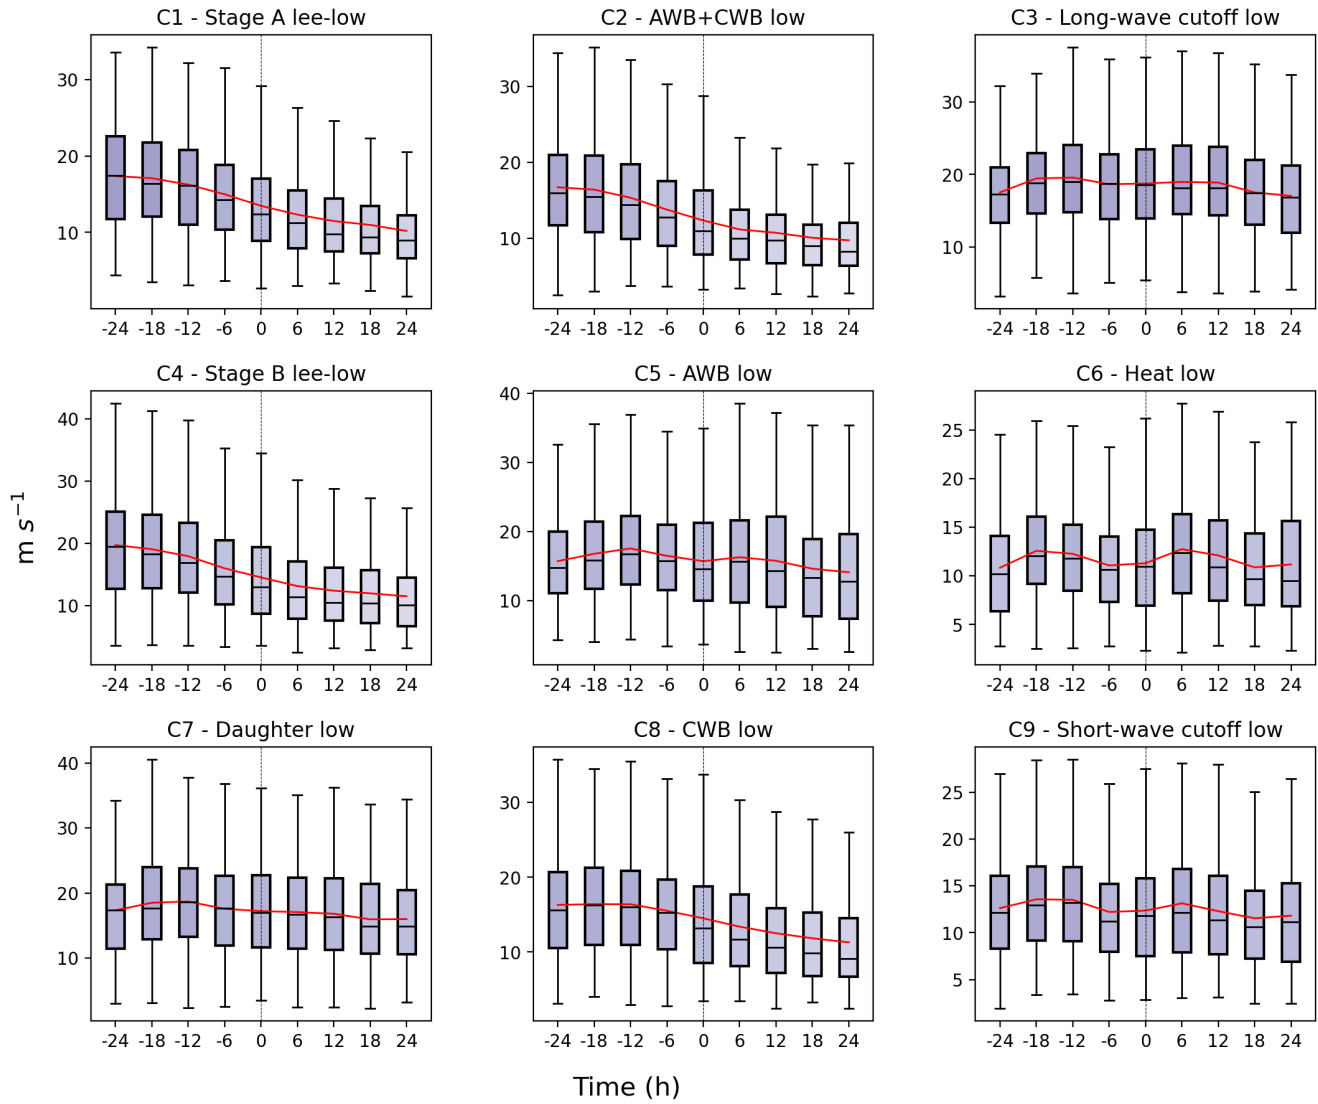 C1 - Stage A lee-low
C2 - AWB+CWB low
C3 - Long-wave cutoff low
30
20
10
-24 -18 -12 -6 0 6 12 18 24
30
20
10
-24 -18 -12 -6 0 6 12 18 24
30
20
10
-24 -18 -12 -6 0 6 12 18 24
C4 - Stage B lee-low
C5 - AWB low
C6 - Heat low
40
30
20
10
-24 -18 -12 -6 0 6 12 18 24
40
30
20
10
-24 -18 -12 -6 0 6 12 18 24
25
20
15
10
5
-24 -18 -12 -6 0 6 12 18 24
m s⁻¹
C7 - Daughter low
C8 - CWB low
C9 - Short-wave cutoff low
40
30
20
10
-24 -18 -12 -6 0 6 12 18 24
30
20
10
-24 -18 -12 -6 0 6 12 18 24
25
20
15
10
5
-24 -18 -12 -6 0 6 12 18 24
Time (h)